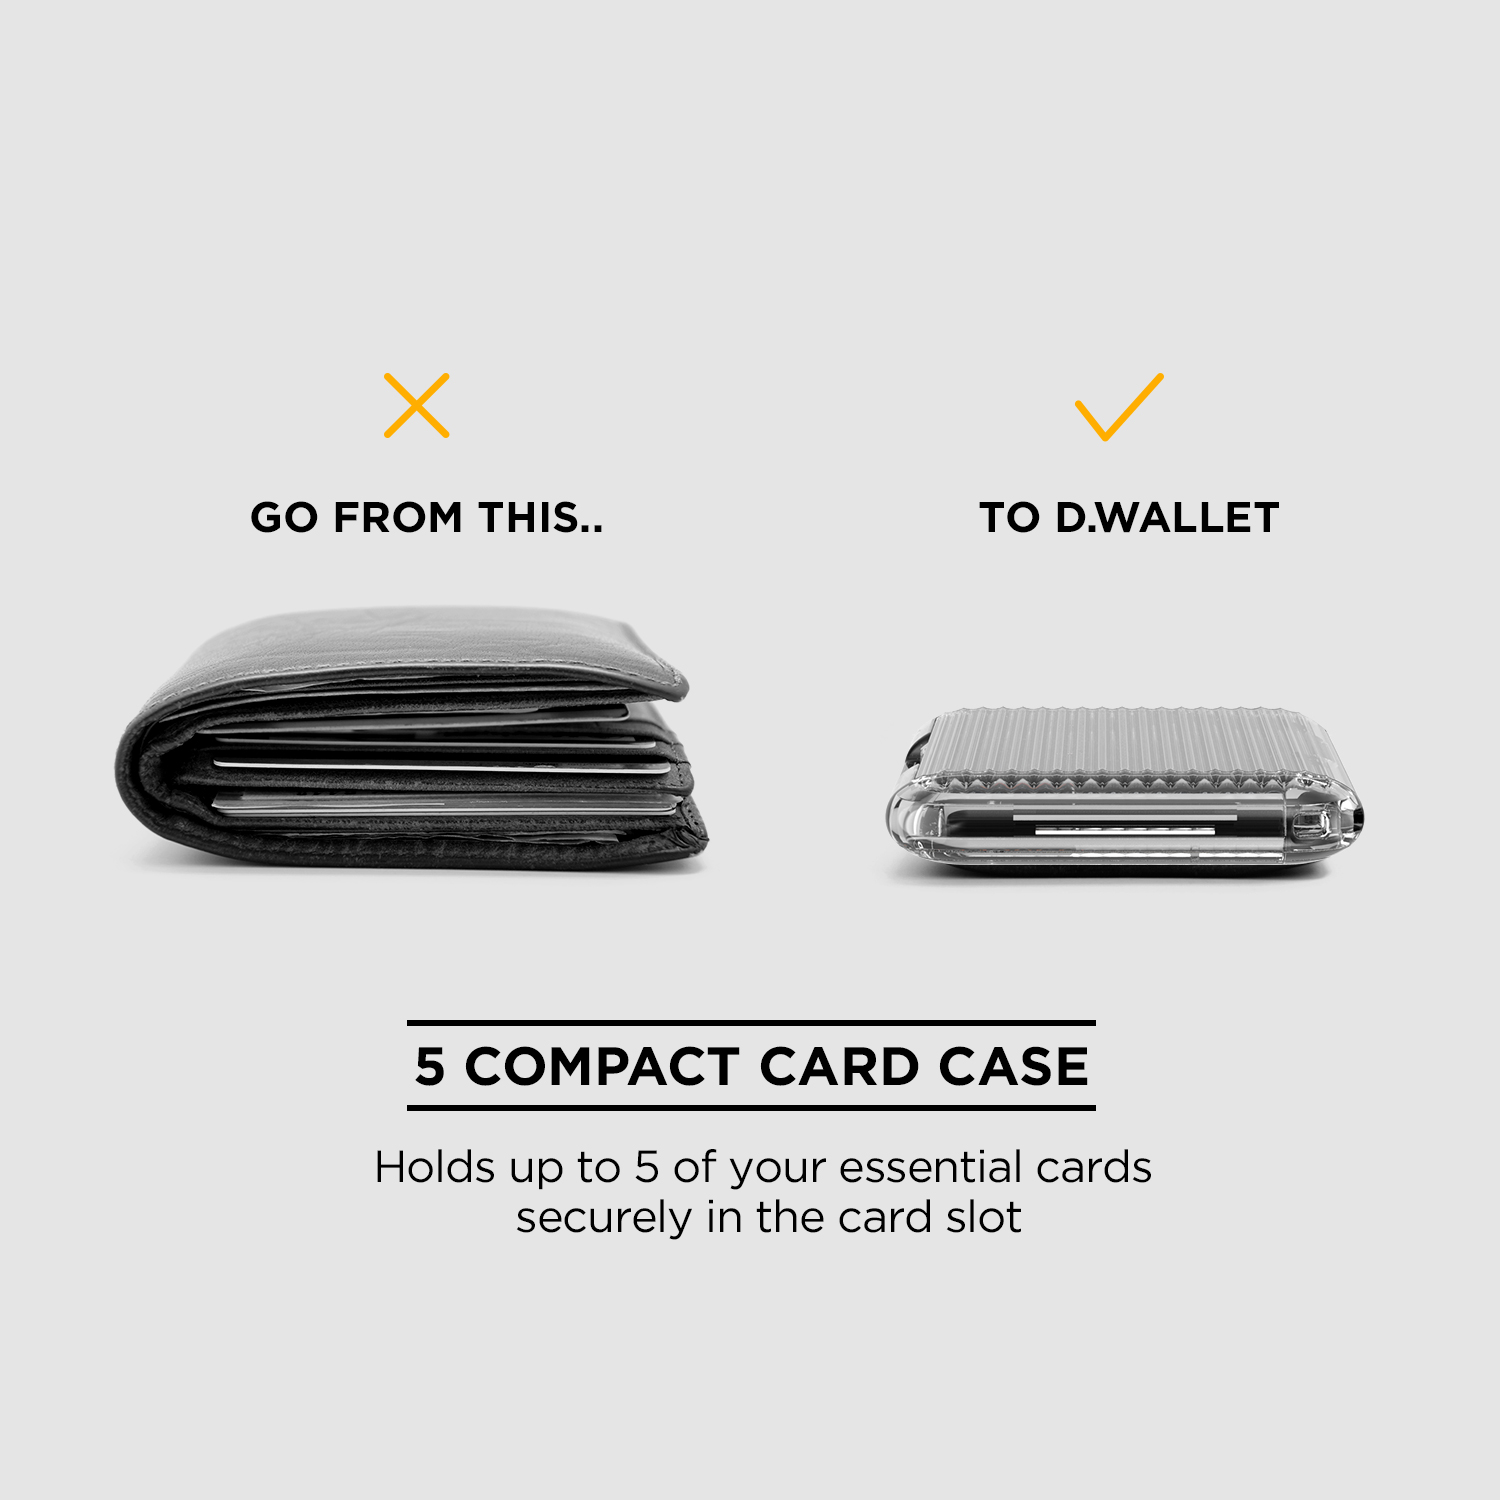 GO FROM THIS..
TO D.WALLET
5 COMPACT CARD CASE
Holds up to 5 of your essential cards
securely in the card slot